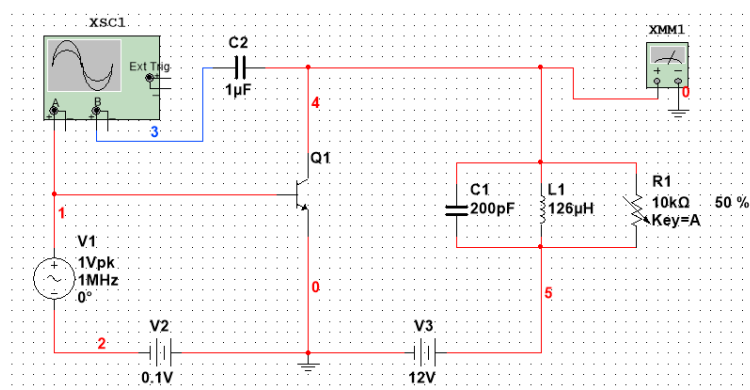 XSC1
XMM1
C2
1µF
Ext Trig
+
−
A
B
+
−
+
−
+ −
0
3
4
Q1
C1
200pF
L1
126µH
R1
10kΩ 50 %
Key=A
1
V1
1Vpk
1MHz
0°
0
5
2
V2
0.1V
V3
12V